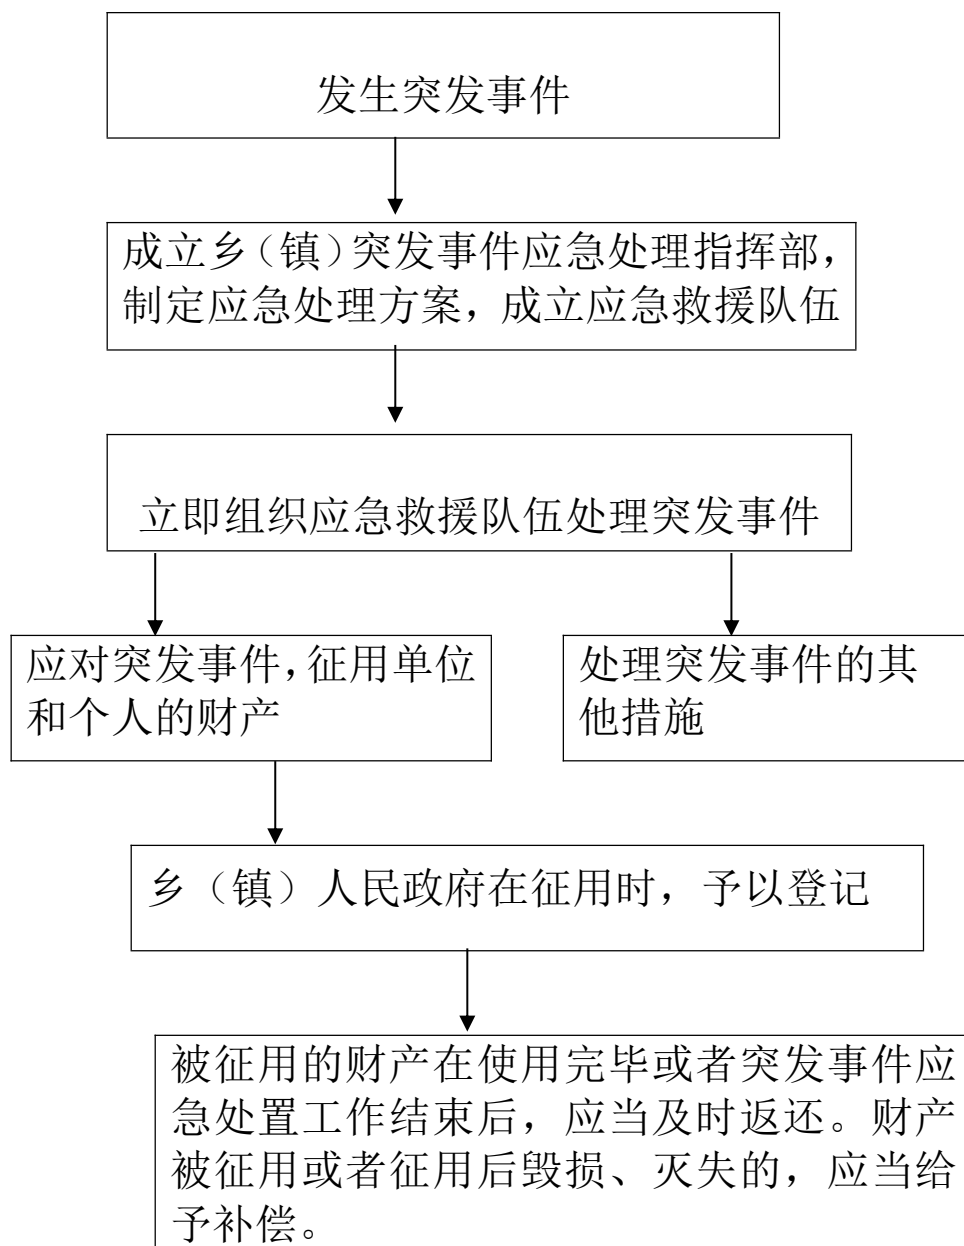 发生突发事件
成立乡（镇）突发事件应急处理指挥部，
制定应急处理方案，成立应急救援队伍
立即组织应急救援队伍处理突发事件
应对突发事件，征用单位
和个人的财产
处理突发事件的其
他措施
乡（镇）人民政府在征用时，予以登记
被征用的财产在使用完毕或者突发事件应
急处置工作结束后，应当及时返还。财产
被征用或者征用后毁损、灭失的，应当给
予补偿。